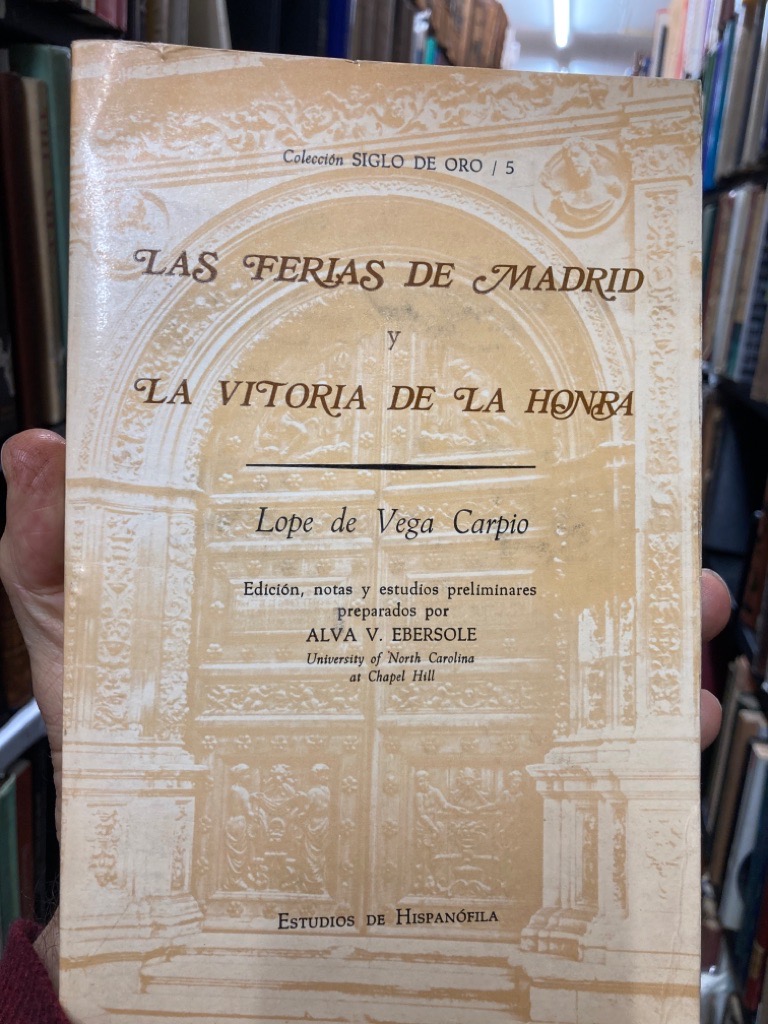 Colección SIGLO DE ORO / 5
LAS FERIAS DE MADRID
y
LA VITORIA DE LA HONRA
Lope de Vega Carpio
Edición, notas y estudios preliminares
preparados por
ALVA V. EBERSOLE
University of North Carolina
at Chapel Hill
ESTUDIOS DE HISPANÓFILA